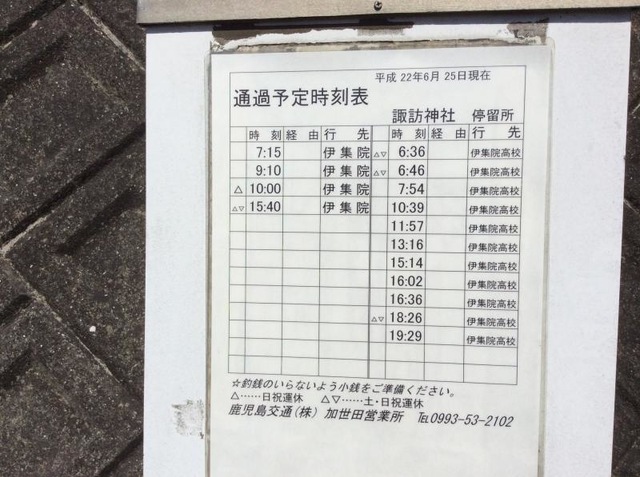 平成 22年6月 25日現在
通過予定時刻表
諏訪神社 停留所
時 刻 経 由 行 先 時 刻 経 由 行 先
7:15 伊集院 △▽ 6:36 伊集院高校
9:10 伊集院 △▽ 6:46 伊集院高校
△ 10:00 伊集院 7:54 伊集院高校
△▽ 15:40 伊集院 10:39 伊集院高校
11:57 伊集院高校
13:16 伊集院高校
15:14 伊集院高校
16:02 伊集院高校
16:36 伊集院高校
△▽ 18:26 伊集院高校
19:29 伊集院高校
☆釣銭のいらないよう小銭をご準備ください。
△……日祝運休 △▽……土・日祝運休
鹿児島交通(株) 加世田営業所 ℡0993-53-2102